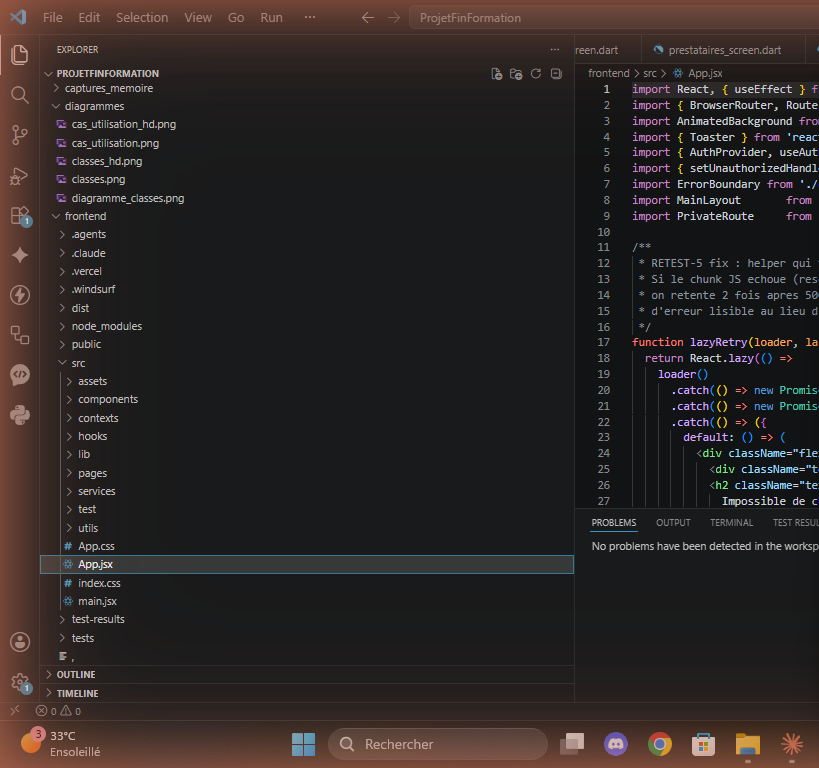 File Edit Selection View Go Run ··· ProjetFinFormation
EXPLORER ···
PROJETFINFORMATION
captures_memoire
diagrammes
cas_utilisation_hd.png
cas_utilisation.png
classes_hd.png
classes.png
diagramme_classes.png
frontend
.agents
.claude
.vercel
.windsurf
dist
node_modules
public
src
assets
components
contexts
hooks
lib
pages
services
test
utils
# App.css
App.jsx
# index.css
main.jsx
test-results
tests
,
OUTLINE
TIMELINE
1
1
0 0
reen.dart prestataires_screen.dart
frontend > src > App.jsx
1 import React, { useEffect } f
2 import { BrowserRouter, Route
3 import AnimatedBackground fro
4 import { Toaster } from 'reac
5 import { AuthProvider, useAut
6 import { setUnauthorizedHandl
7 import ErrorBoundary from './
8 import MainLayout from
9 import PrivateRoute from
10
11 /**
12 * RETEST-5 fix : helper qui
13 * Si le chunk JS echoue (res
14 * on retente 2 fois apres 50
15 * d'erreur lisible au lieu d
16 */
17 function lazyRetry(loader, la
18 return React.lazy(() =>
19 loader()
20 .catch(() => new Promis
21 .catch(() => new Promis
22 .catch(() => ({
23 default: () => (
24 <div className="fle
25 <div className="t
26 <h2 className="te
27 Impossible de c
PROBLEMS OUTPUT TERMINAL TEST RESUL
No problems have been detected in the worksp
3
33°C
Ensoleillé
Rechercher